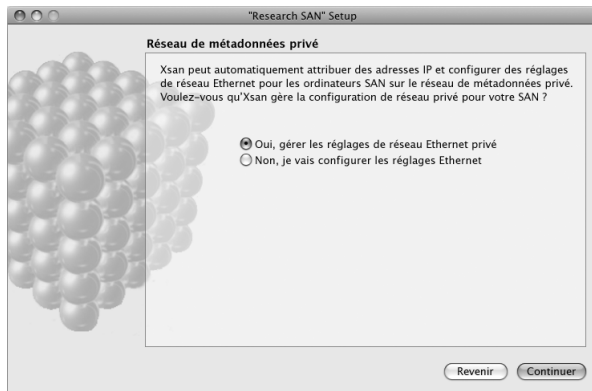 "Research SAN" Setup
Réseau de métadonnées privé
Xsan peut automatiquement attribuer des adresses IP et configurer des réglages
de réseau Ethernet pour les ordinateurs SAN sur le réseau de métadonnées privé.
Voulez-vous qu'Xsan gère la configuration de réseau privé pour votre SAN ?
Oui, gérer les réglages de réseau Ethernet privé
Non, je vais configurer les réglages Ethernet
Revenir
Continuer